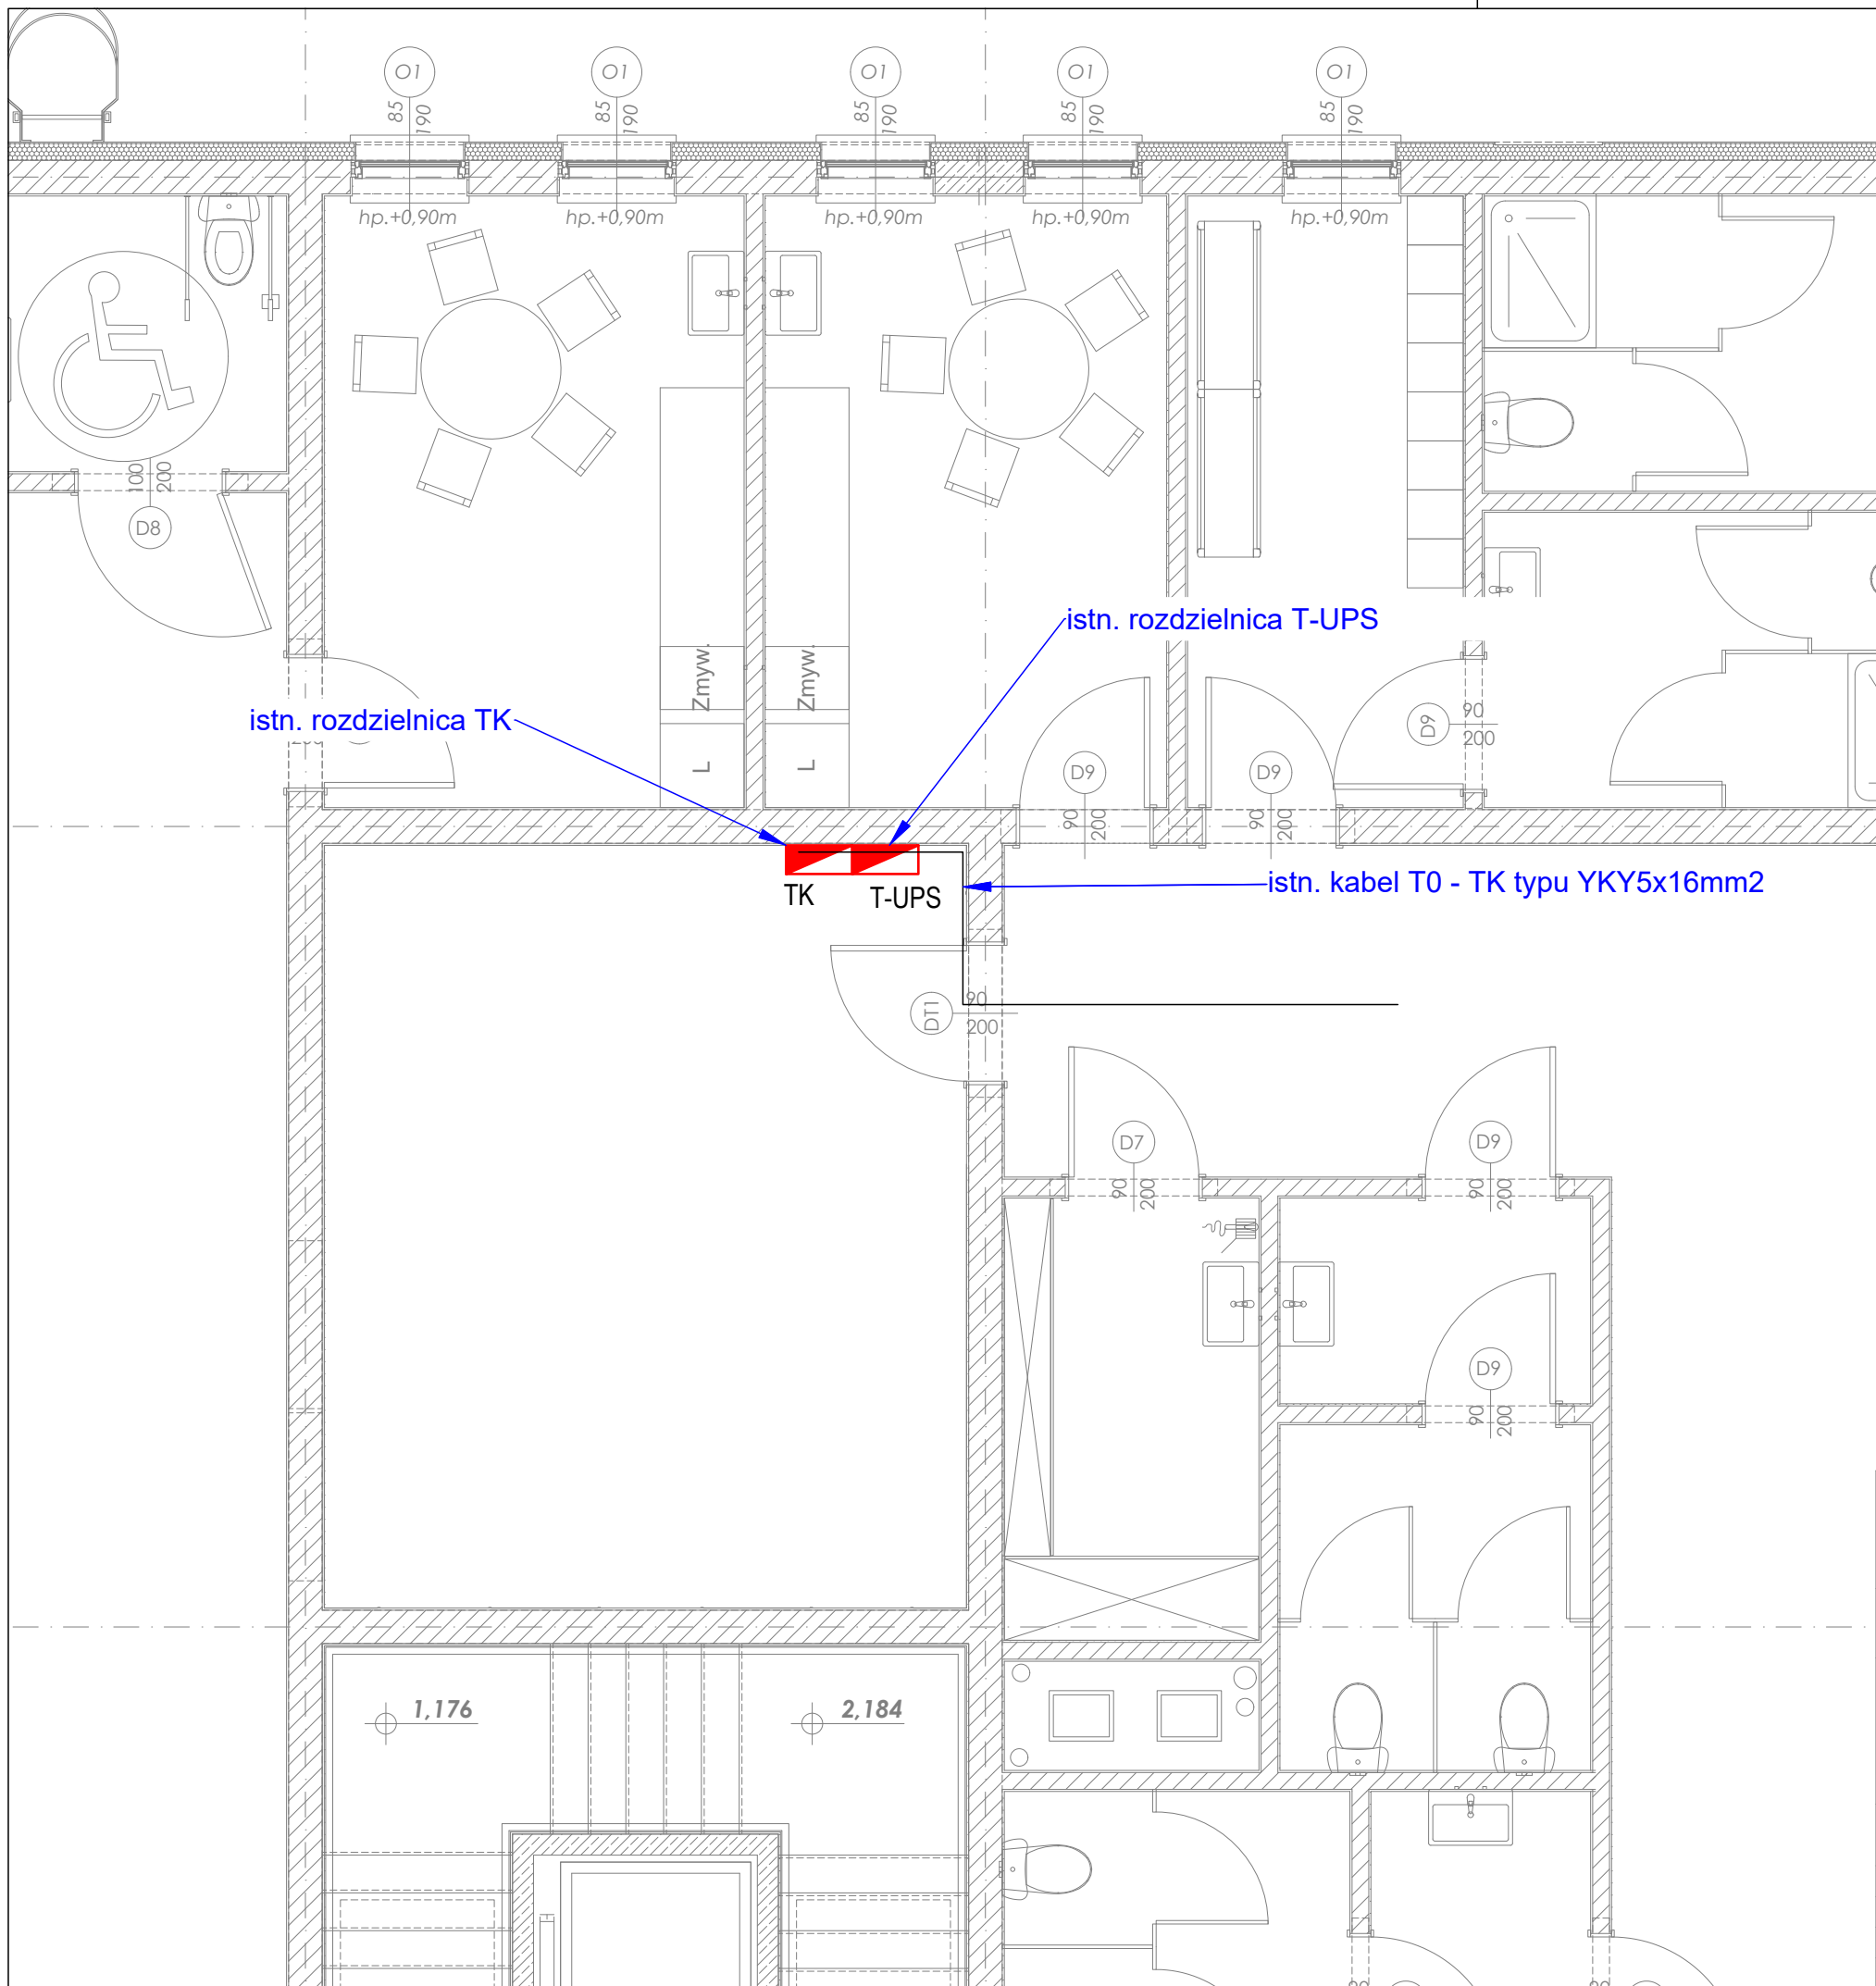 O1 O1 O1 O1 O1
85 190 85 190 85 190 85 190 85 190
hp.+0,90m hp.+0,90m hp.+0,90m hp.+0,90m hp.+0,90m
100 200
D8
istn. rozdzielnica T-UPS
Zmyw. Zmyw.
istn. rozdzielnica TK
D9 90 200
L L
D9 D9
90 200 90 200
TK T-UPS
istn. kabel T0 - TK typu YKY5x16mm2
DT1 90 200
D7 D9
90 200 90 200
D9
90 200
1,176 2,184